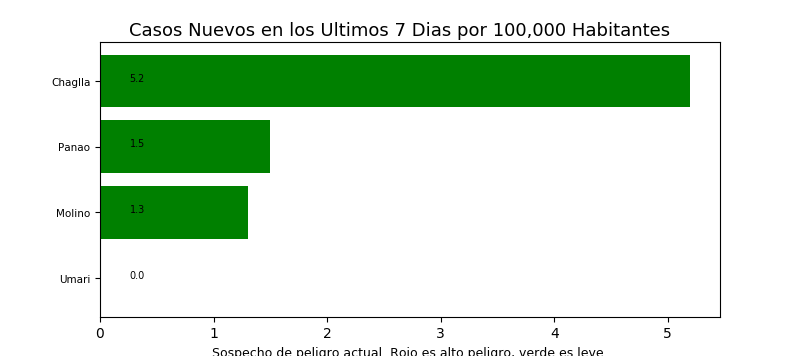 Casos Nuevos en los Ultimos 7 Dias por 100,000 Habitantes
Chaglla 5.2
Panao 1.5
Molino 1.3
Umari 0.0
0 1 2 3 4 5
Sospecho de peligro actual. Rojo es alto peligro, verde es leve